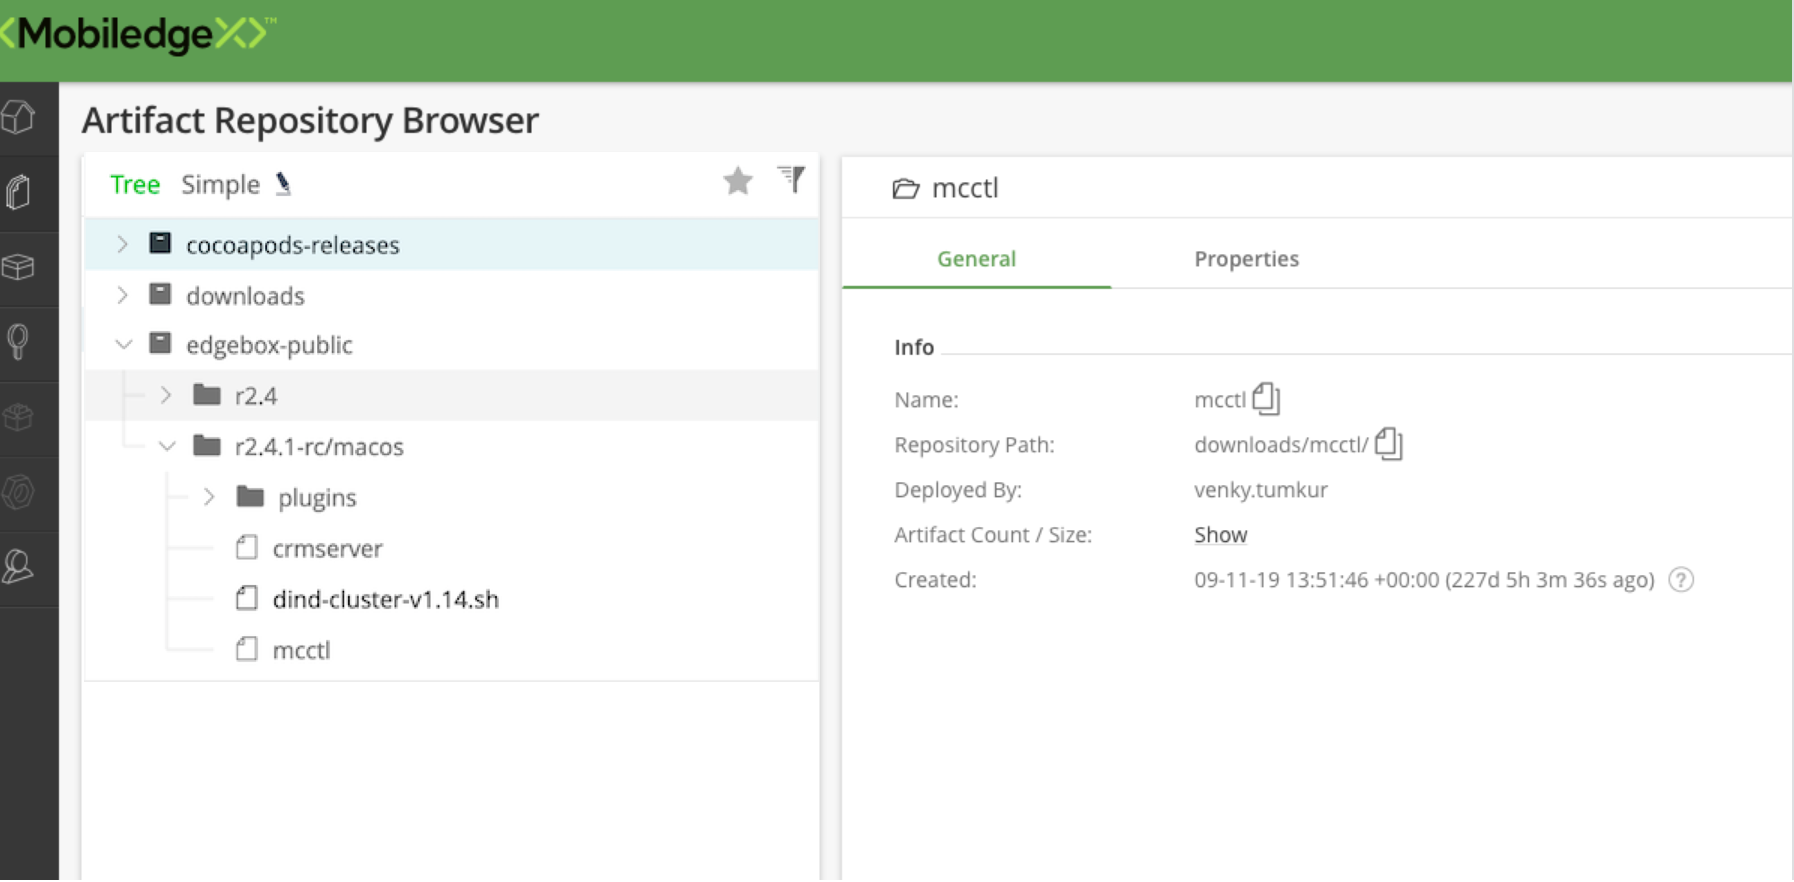 MobiledgeX™
Artifact Repository Browser
Tree Simple
cocoapods-releases
downloads
edgebox-public
r2.4
r2.4.1-rc/macos
plugins
crmserver
dind-cluster-v1.14.sh
mcctl
mcctl
General Properties
Info
Name: mcctl
Repository Path: downloads/mcctl/
Deployed By: venky.tumkur
Artifact Count / Size: Show
Created: 09-11-19 13:51:46 +00:00 (227d 5h 3m 36s ago) ?